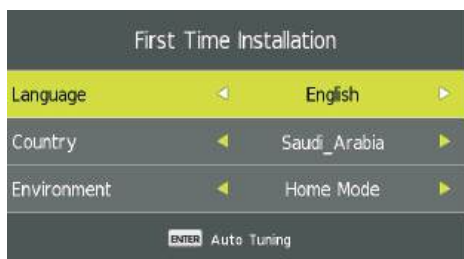 First Time Installation
Language English
Country Saudi_Arabia
Environment Home Mode
ENTER Auto Tuning